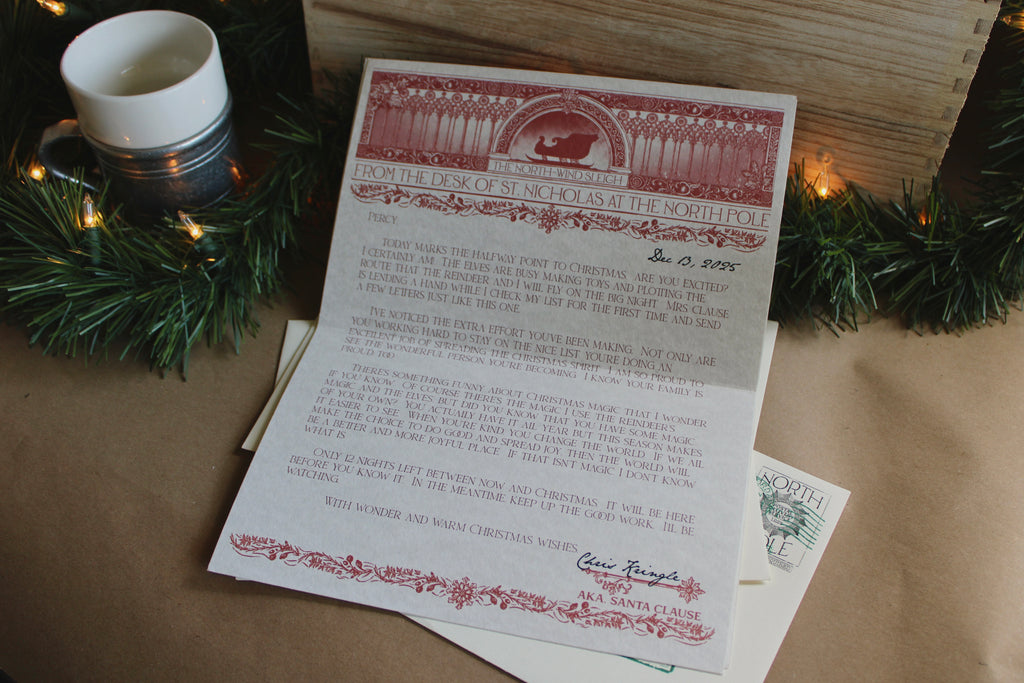 THE NORTH-WIND SLEIGH
FROM THE DESK OF ST. NICHOLAS AT THE NORTH POLE
PERCY
Dec 13, 2025
TODAY MARKS THE HALFWAY POINT TO CHRISTMAS ARE YOU EXCITED?
I CERTAINLY AM THE ELVES ARE BUSY MAKING TOYS AND PLOTING THE
ROUTE THAT THE REINDEER AND I WILL FLY ON THE BIG NIGHT MRS CLAUSE
IS LENDING A HAND WHILE I CHECK MY LIST FOR THE FIRST TIME AND SEND
A FEW LETTERS JUST LIKE THIS ONE
I'VE NOTICED THE EXTRA EFFORT YOU'VE BEEN MAKING NOT ONLY ARE
YOU WORKING HARD TO STAY ON THE NICE LIST YOU'RE DOING AN
EXCELLENT JOB OF SPREADING THE CHRISTMAS SPIRIT I AM SO PROUD TO
SEE THE WONDERFUL PERSON YOU'RE BECOMING I KNOW YOUR FAMILY IS
PROUD TOO
THERE'S SOMETHING FUNNY ABOUT CHRISTMAS MAGIC THAT I WONDER
IF YOU KNOW OF COURSE THERE'S THE MAGIC I USE THE REINDEER'S
MAGIC AND THE ELVES BUT DID YOU KNOW THAT YOU HAVE SOME MAGIC
OF YOUR OWN? YOU ACTUALLY HAVE IT ALL YEAR BUT THIS SEASON MAKES
IT EASIER TO SEE WHEN YOU'RE KIND YOU CHANGE THE WORLD IF WE ALL
MAKE THE CHOICE TO DO GOOD AND SPREAD JOY THEN THE WORLD WILL
BE A BETTER AND MORE JOYFUL PLACE IF THAT ISN'T MAGIC I DON'T KNOW
WHAT IS
ONLY 12 NIGHTS LEFT BETWEEN NOW AND CHRISTMAS IT WILL BE HERE
BEFORE YOU KNOW IT IN THE MEANTIME KEEP UP THE GOOD WORK I'LL BE
WATCHING
WITH WONDER AND WARM CHRISTMAS WISHES
Chris Kringle
AKA SANTA CLAUSE
NORTH
OLE